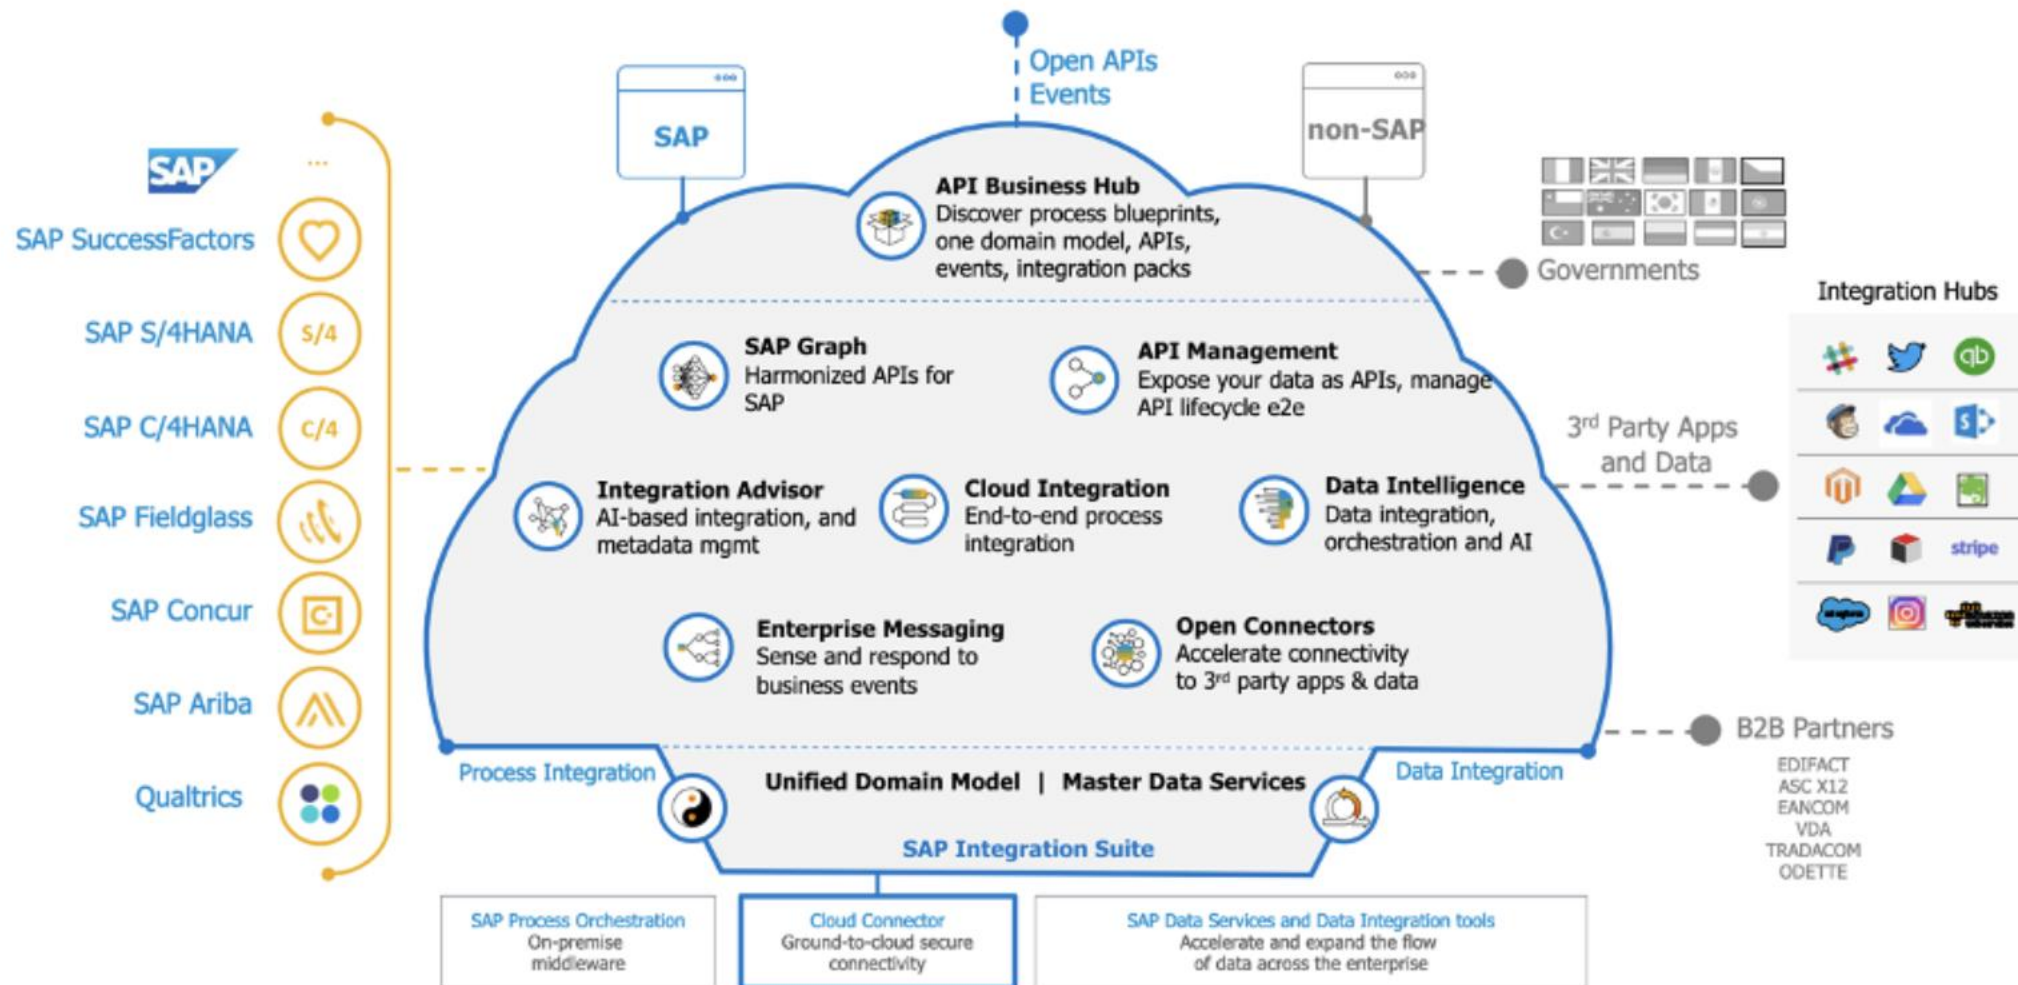 Open APIs
Events
SAP
non-SAP
SAP
...
SAP SuccessFactors
SAP S/4HANA
S/4
SAP C/4HANA
C/4
SAP Fieldglass
SAP Concur
C
SAP Ariba
Qualtrics
API Business Hub
Discover process blueprints,
one domain model, APIs,
events, integration packs
SAP Graph
Harmonized APIs for
SAP
API Management
Expose your data as APIs, manage
API lifecycle e2e
Integration Advisor
AI-based integration, and
metadata mgmt
Cloud Integration
End-to-end process
integration
Data Intelligence
Data integration,
orchestration and AI
Enterprise Messaging
Sense and respond to
business events
Open Connectors
Accelerate connectivity
to 3rd party apps & data
Process Integration
Unified Domain Model | Master Data Services
Data Integration
SAP Integration Suite
SAP Process Orchestration
On-premise
middleware
Cloud Connector
Ground-to-cloud secure
connectivity
SAP Data Services and Data Integration tools
Accelerate and expand the flow
of data across the enterprise
Governments
Integration Hubs
qb
S
stripe
3rd Party Apps
and Data
B2B Partners
EDIFACT
ASC X12
EANCOM
VDA
TRADACOM
ODETTE